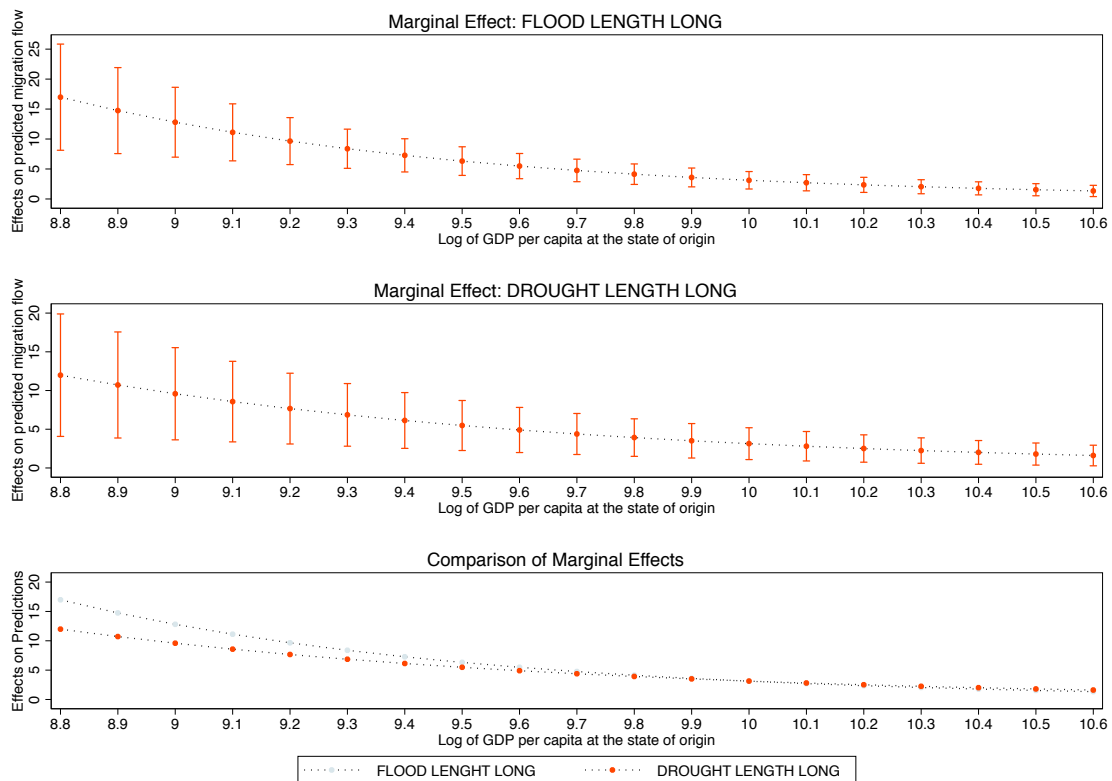 Marginal Effect: FLOOD LENGTH LONG
Effects on predicted migration flow
25
20
15
10
5
0
8.8 8.9 9 9.1 9.2 9.3 9.4 9.5 9.6 9.7 9.8 9.9 10 10.1 10.2 10.3 10.4 10.5 10.6
Log of GDP per capita at the state of origin
Marginal Effect: DROUGHT LENGTH LONG
Effects on predicted migration flow
20
15
10
5
0
8.8 8.9 9 9.1 9.2 9.3 9.4 9.5 9.6 9.7 9.8 9.9 10 10.1 10.2 10.3 10.4 10.5 10.6
Log of GDP per capita at the state of origin
Comparison of Marginal Effects
Effects on Predictions
20
15
10
5
0
8.8 8.9 9 9.1 9.2 9.3 9.4 9.5 9.6 9.7 9.8 9.9 10 10.1 10.2 10.3 10.4 10.5 10.6
Log of GDP per capita at the state of origin
FLOOD LENGHT LONG DROUGHT LENGTH LONG